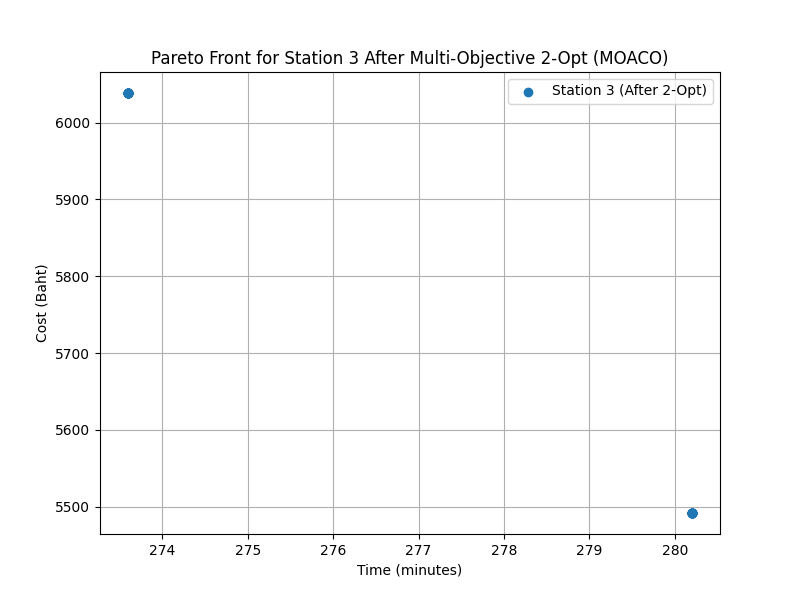 Pareto Front for Station 3 After Multi-Objective 2-Opt (MOACO)
Station 3 (After 2-Opt)
6000
5900
5800
5700
5600
5500
Cost (Baht)
274 275 276 277 278 279 280
Time (minutes)